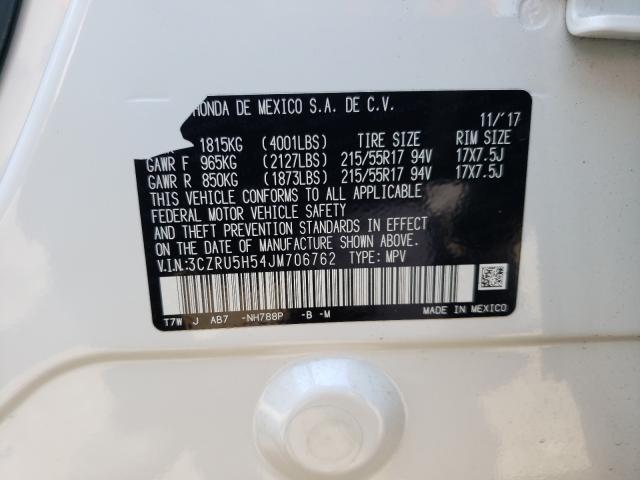 HONDA DE MEXICO S.A. DE C.V. 11/'17
1815KG (4001LBS) TIRE SIZE RIM SIZE
GAWR F 965KG (2127LBS) 215/55R17 94V 17X7.5J
GAWR R 850KG (1873LBS) 215/55R17 94V 17X7.5J
THIS VEHICLE CONFORMS TO ALL APPLICABLE
FEDERAL MOTOR VEHICLE SAFETY
AND THEFT PREVENTION STANDARDS IN EFFECT
ON THE DATE OF MANUFACTURE SHOWN ABOVE.
V.I.N:3CZRU5H54JM706762 TYPE: MPV
T7W J AB7 -NH788P -B -M MADE IN MEXICO